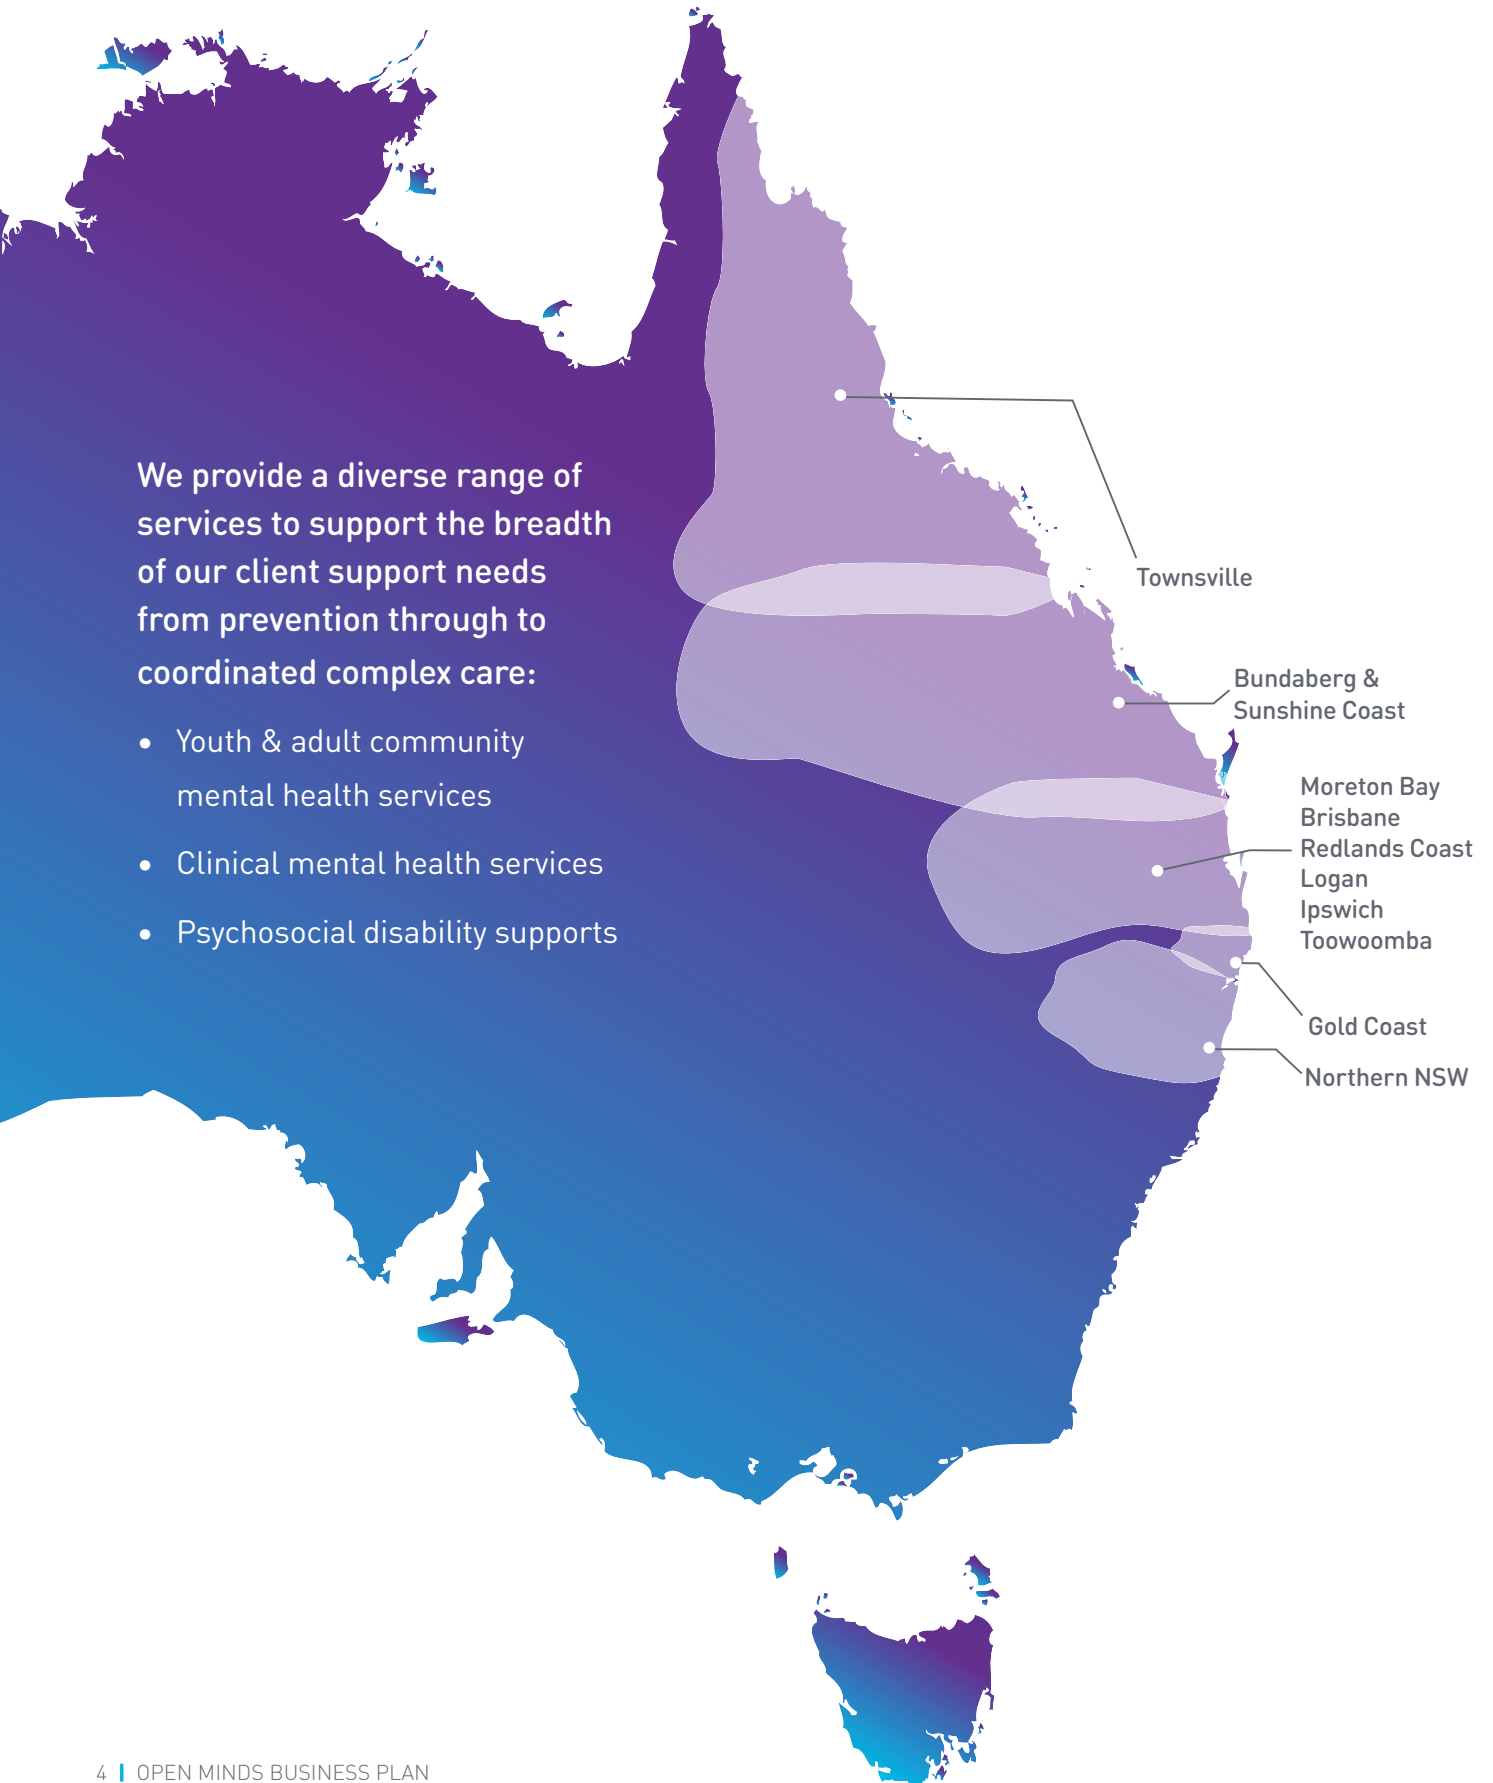 We provide a diverse range of
services to support the breadth
of our client support needs
from prevention through to
coordinated complex care:
• Youth & adult community
mental health services
• Clinical mental health services
• Psychosocial disability supports
Townsville
Bundaberg &
Sunshine Coast
Moreton Bay
Brisbane
Redlands Coast
Logan
Ipswich
Toowoomba
Gold Coast
Northern NSW
4 | OPEN MINDS BUSINESS PLAN